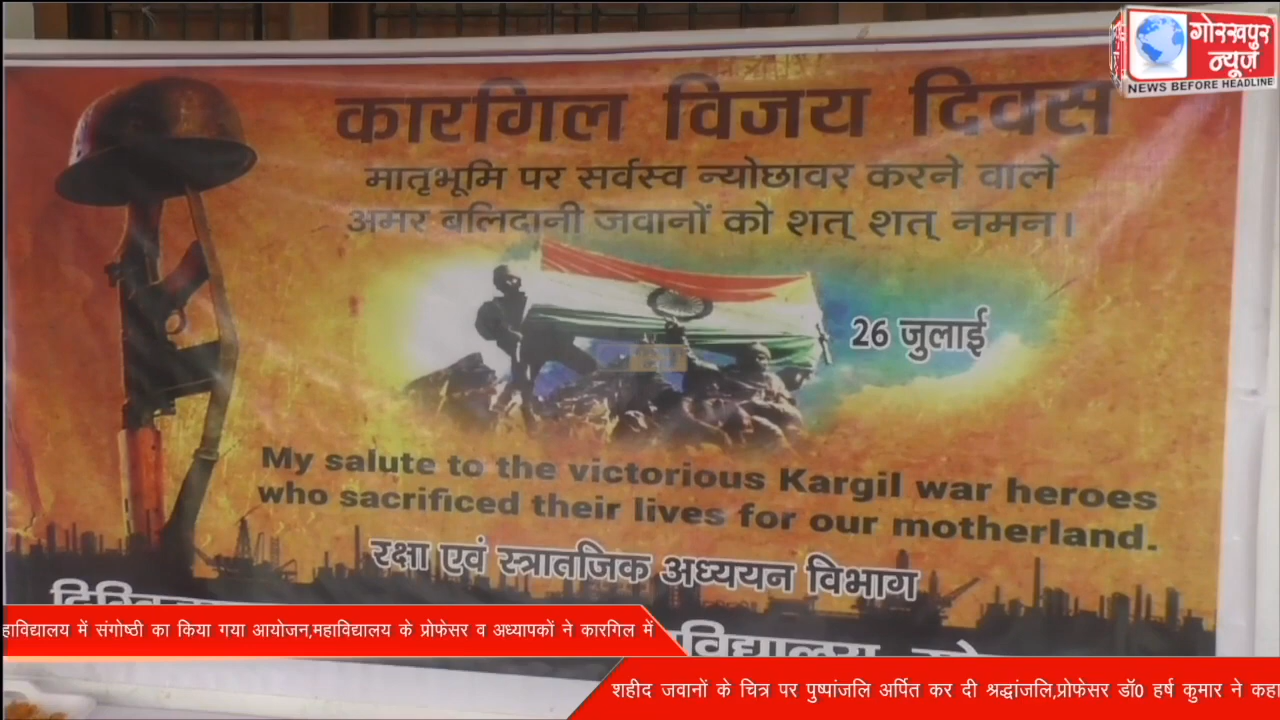 गोरखपुर
न्यूज़
NEWS BEFORE HEADLINE
कारगिल विजय दिवस
मातृभूमि पर सर्वस्व न्योछावर करने वाले
अमर बलिदानी जवानों को शत् शत् नमन।
26 जुलाई
My salute to the victorious Kargil war heroes
who sacrificed their lives for our motherland.
रक्षा एवं स्त्रातजिक अध्ययन विभाग
हाविद्यालय में संगोष्ठी का किया गया आयोजन,महाविद्यालय के प्रोफेसर व अध्यापकों ने कारगिल में
शहीद जवानों के चित्र पर पुष्पांजलि अर्पित कर दी श्रद्धांजलि,प्रोफेसर डॉ0 हर्ष कुमार ने कहा